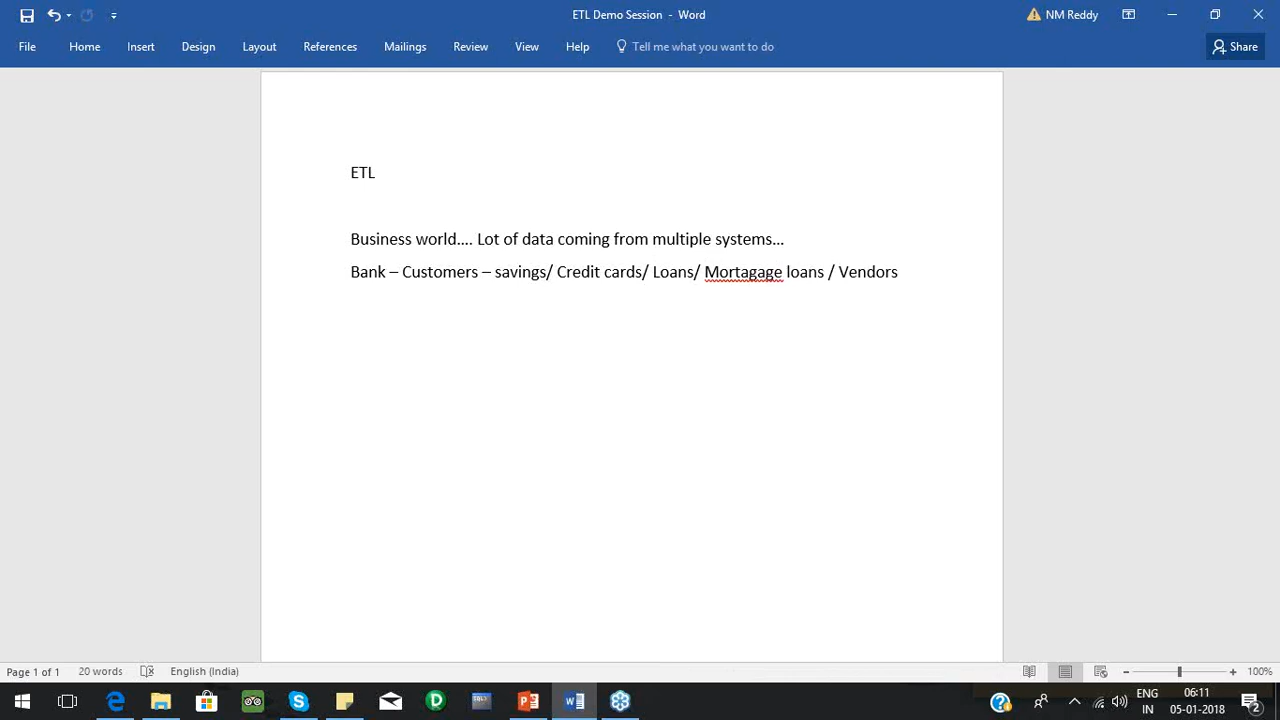 ETL Demo Session - Word
NM Reddy
File Home Insert Design Layout References Mailings Review View Help Tell me what you want to do Share
ETL
Business world.... Lot of data coming from multiple systems...
Bank – Customers – savings/ Credit cards/ Loans/ Mortagage loans / Vendors
Page 1 of 1 20 words English (India) 100%
ENG 06:11
IN 05-01-2018 2